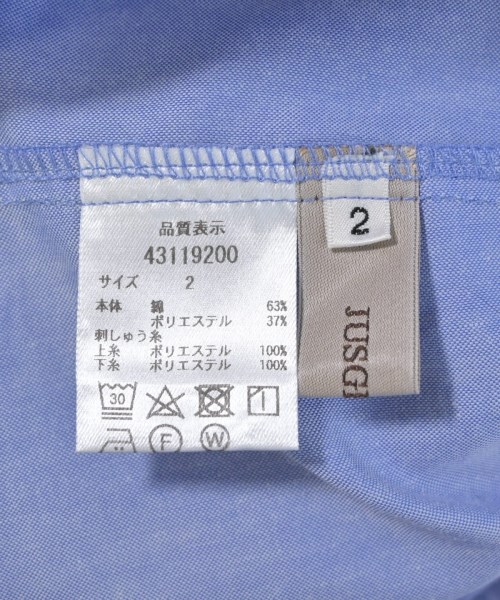 品質表示
43119200
サイズ 2
本体 綿 63%
ポリエステル 37%
刺しゅう糸
上糸 ポリエステル 100%
下糸 ポリエステル 100%
30
F
W
2